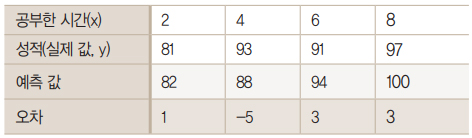 공부한 시간(x) 2 4 6 8
성적(실제 값, y) 81 93 91 97
예측 값 82 88 94 100
오차 1 -5 3 3